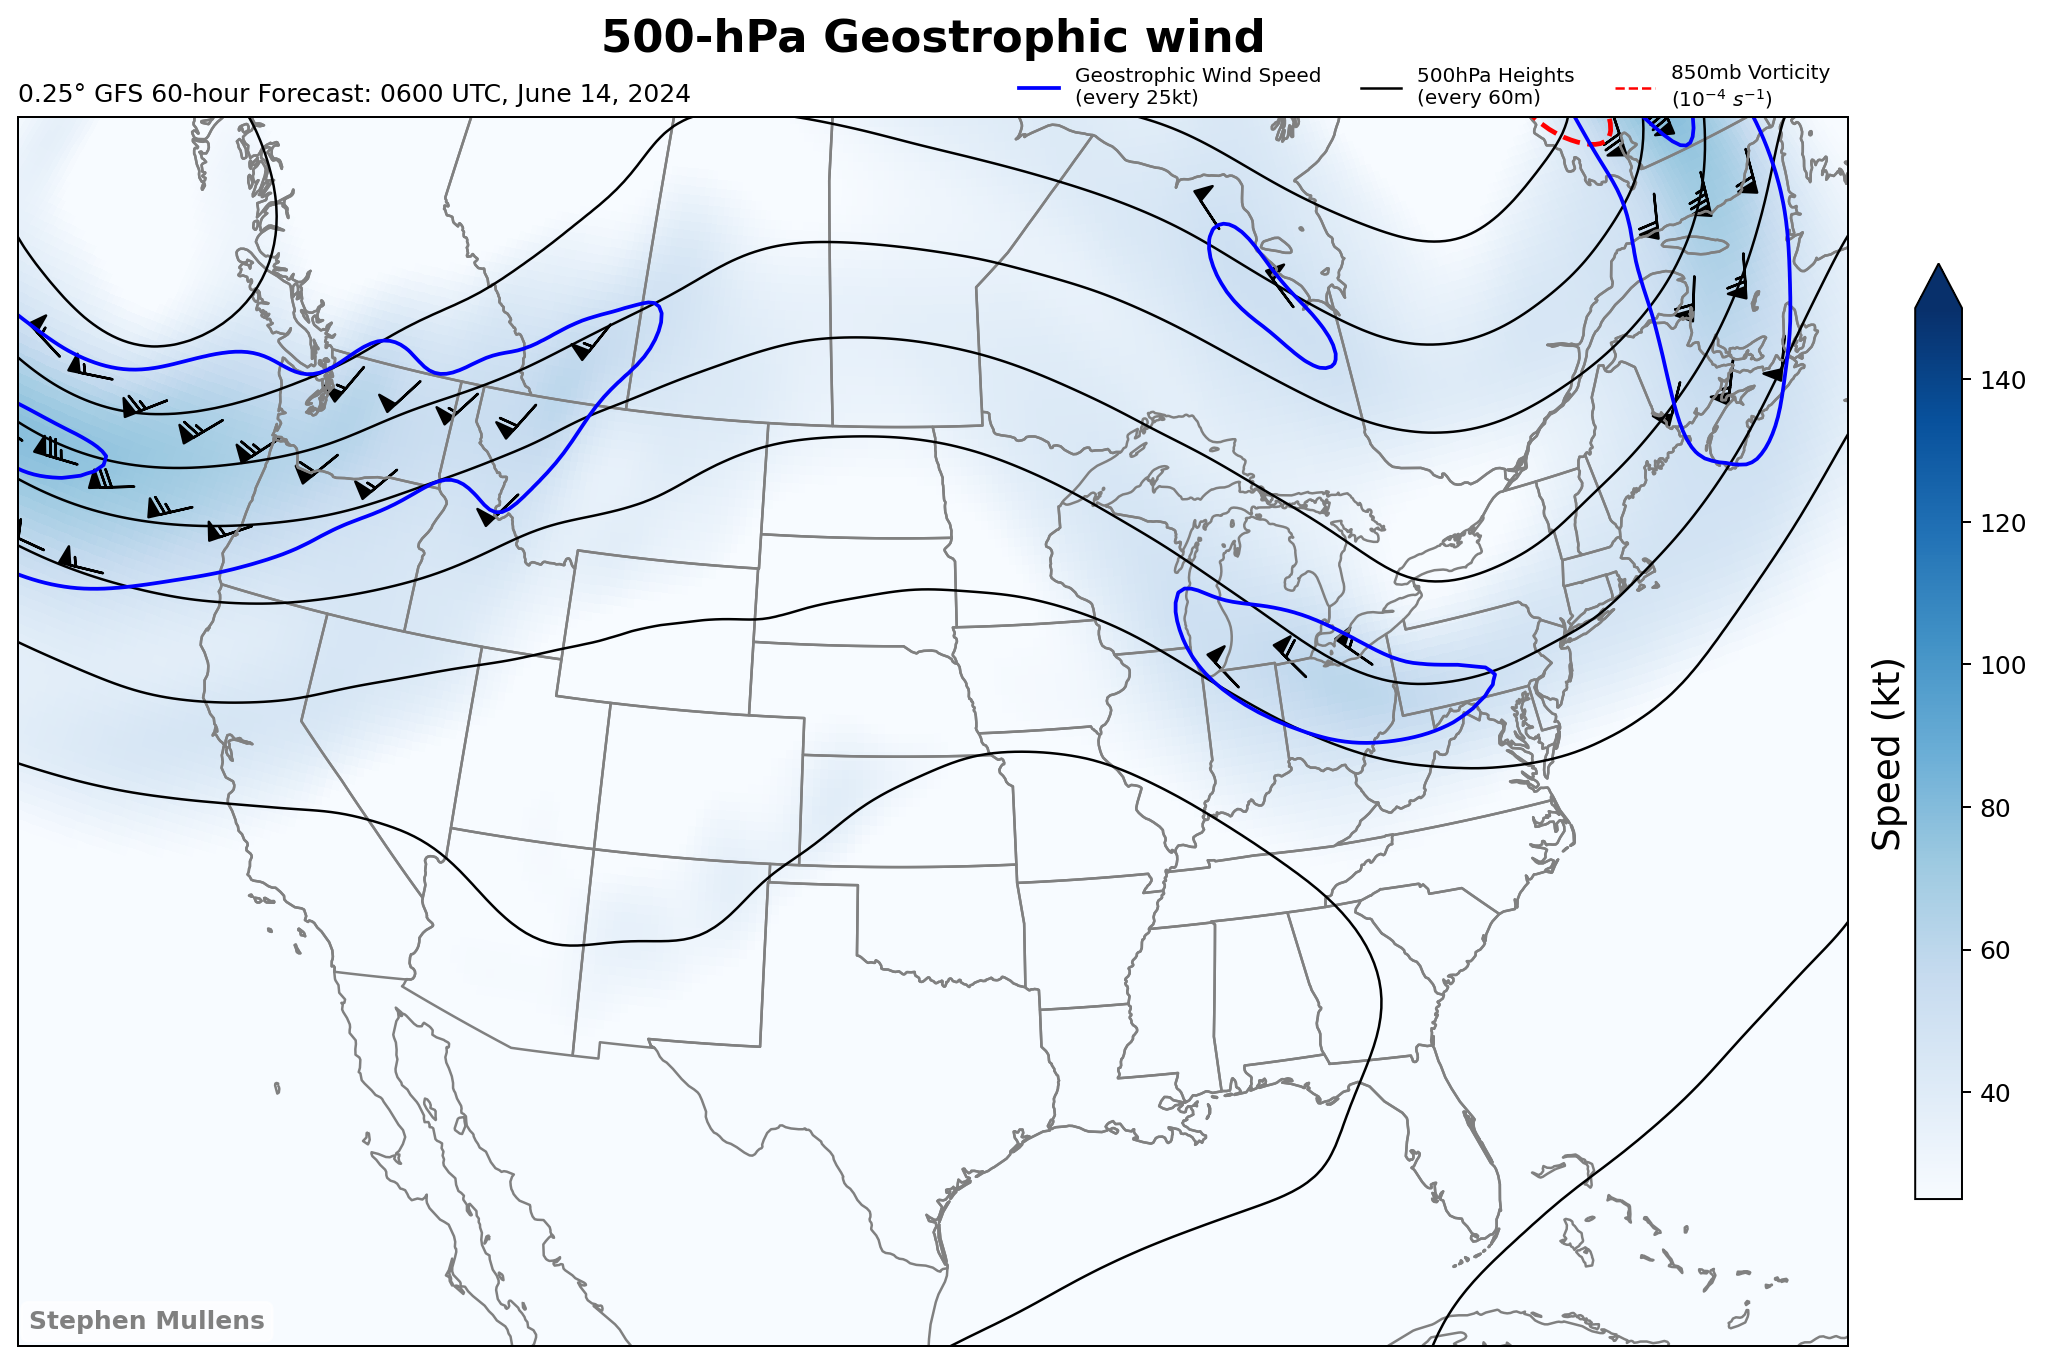 500-hPa Geostrophic wind
0.25° GFS 60-hour Forecast: 0600 UTC, June 14, 2024
Geostrophic Wind Speed
(every 25kt)
500hPa Heights
(every 60m)
850mb Vorticity
(10⁻⁴ s⁻¹)
140
120
100
80
60
40
Speed (kt)
Stephen Mullens